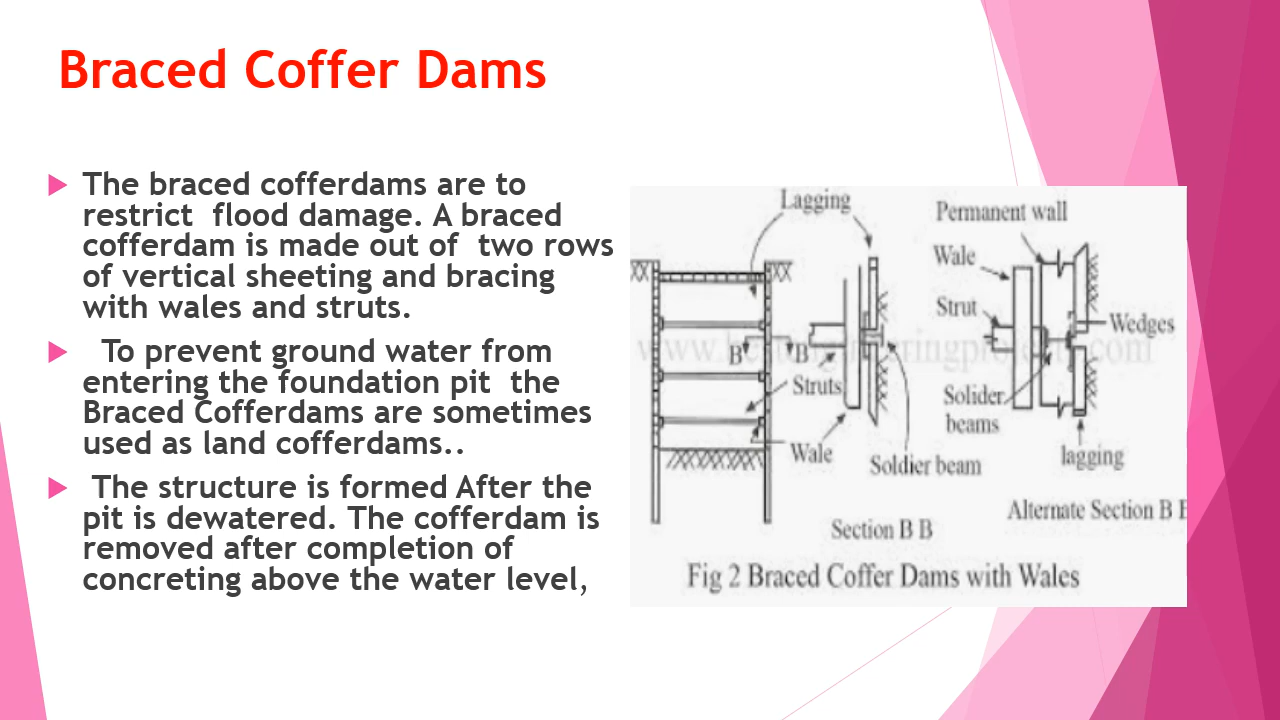 Braced Coffer Dams
The braced cofferdams are to
restrict  flood damage. A braced
cofferdam is made out of  two rows
of vertical sheeting and bracing
with wales and struts.
To prevent ground water from
entering the foundation pit  the
Braced Cofferdams are sometimes
used as land cofferdams..
The structure is formed After the
pit is dewatered. The cofferdam is
removed after completion of
concreting above the water level,
Lagging
Permanent wall
Wale
Strut
Wedges
B
B
Struts
Solider
beams
Wale
Soldier beam
lagging
Section B B
Alternate Section B
Fig 2 Braced Coffer Dams with Wales